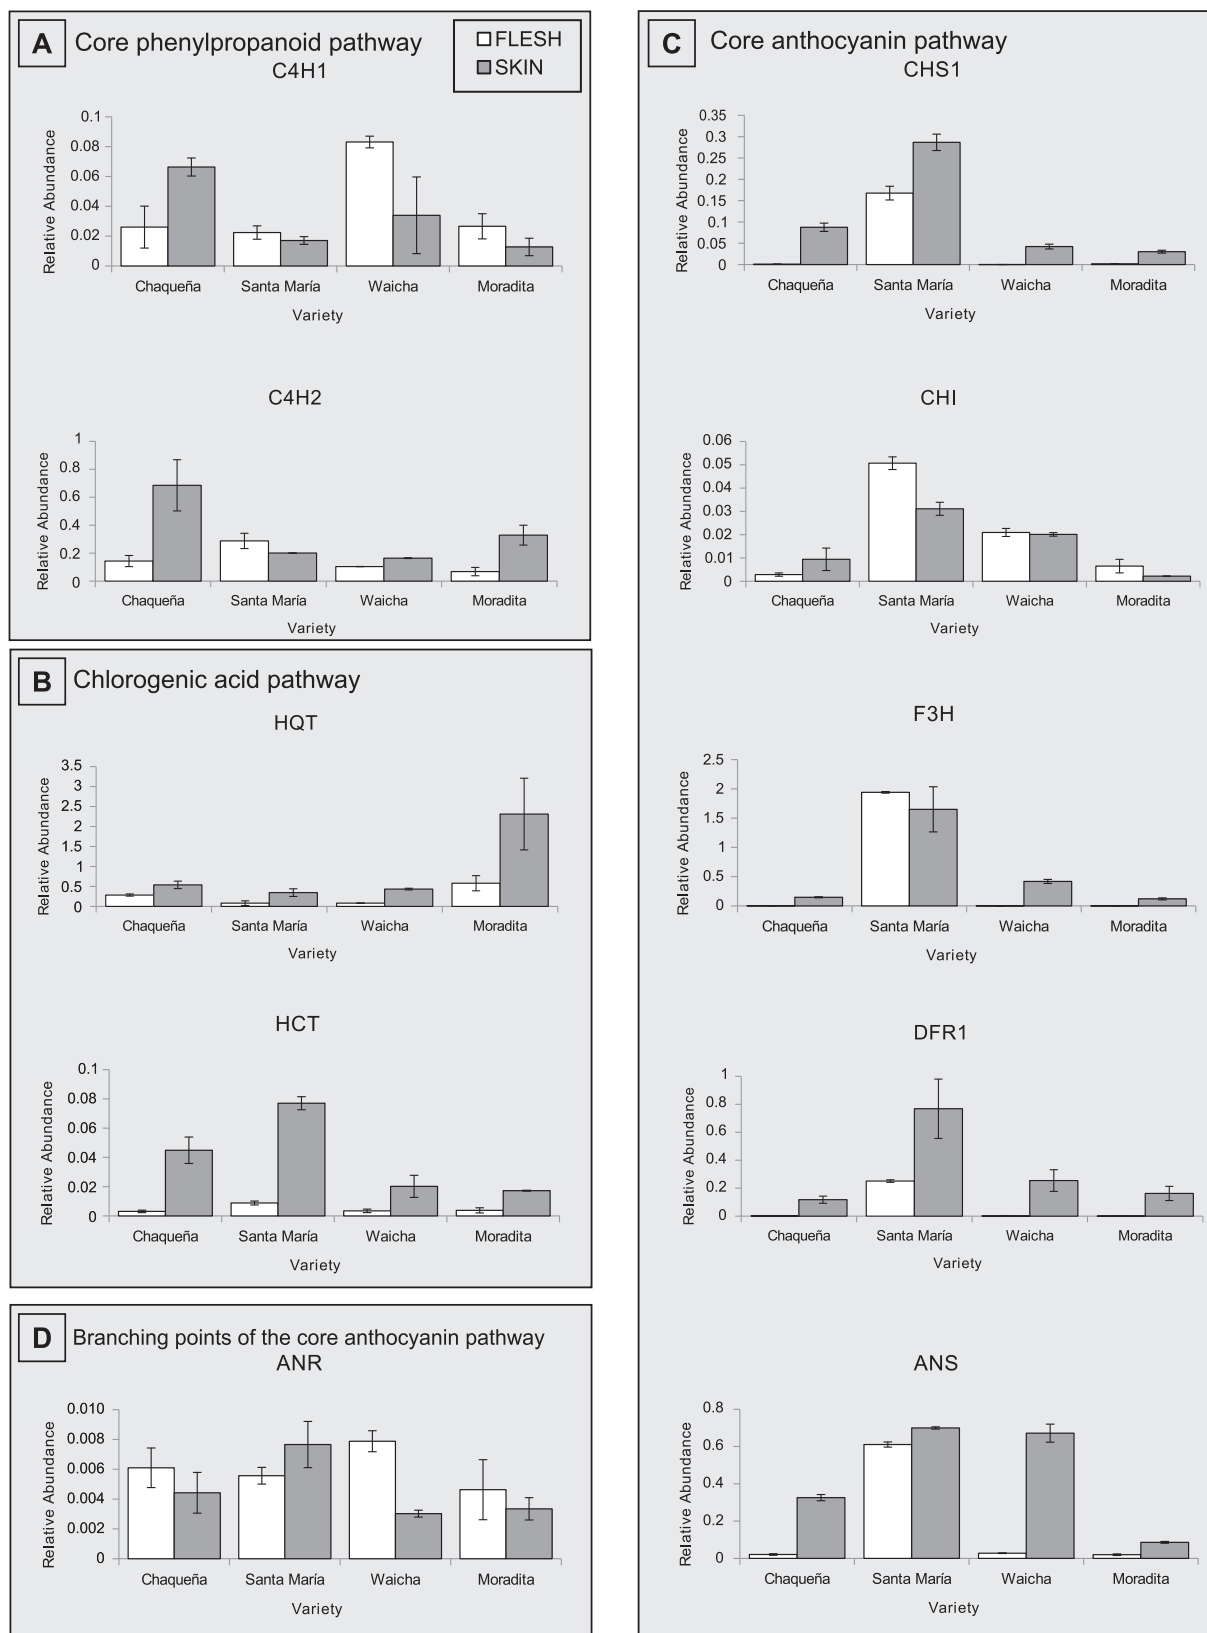 A Core phenylpropanoid pathway
FLESH
SKIN
C4H1
Relative Abundance
0.1
0.08
0.06
0.04
0.02
0
Chaqueña Santa María Waicha Moradita
Variety
C4H2
Relative Abundance
1
0.8
0.6
0.4
0.2
0
Chaqueña Santa María Waicha Moradita
Variety
B Chlorogenic acid pathway
HQT
Relative Abundance
3.5
3
2.5
2
1.5
1
0.5
0
Chaqueña Santa María Waicha Moradita
Variety
HCT
Relative Abundance
0.1
0.08
0.06
0.04
0.02
0
Chaqueña Santa María Waicha Moradita
Variety
D Branching points of the core anthocyanin pathway
ANR
Relative Abundance
0.010
0.008
0.006
0.004
0.002
0
Chaqueña Santa María Waicha Moradita
Variety
C Core anthocyanin pathway
CHS1
Relative Abundance
0.35
0.3
0.25
0.2
0.15
0.1
0.05
0
Chaqueña Santa María Waicha Moradita
Variety
CHI
Relative Abundance
0.06
0.05
0.04
0.03
0.02
0.01
0
Chaqueña Santa María Waicha Moradita
Variety
F3H
Relative Abundance
2.5
2
1.5
1
0.5
0
Chaqueña Santa María Waicha Moradita
Variety
DFR1
Relative Abundance
1
0.8
0.6
0.4
0.2
0
Chaqueña Santa María Waicha Moradita
Variety
ANS
Relative Abundance
0.8
0.6
0.4
0.2
0
Chaqueña Santa María Waicha Moradita
Variety